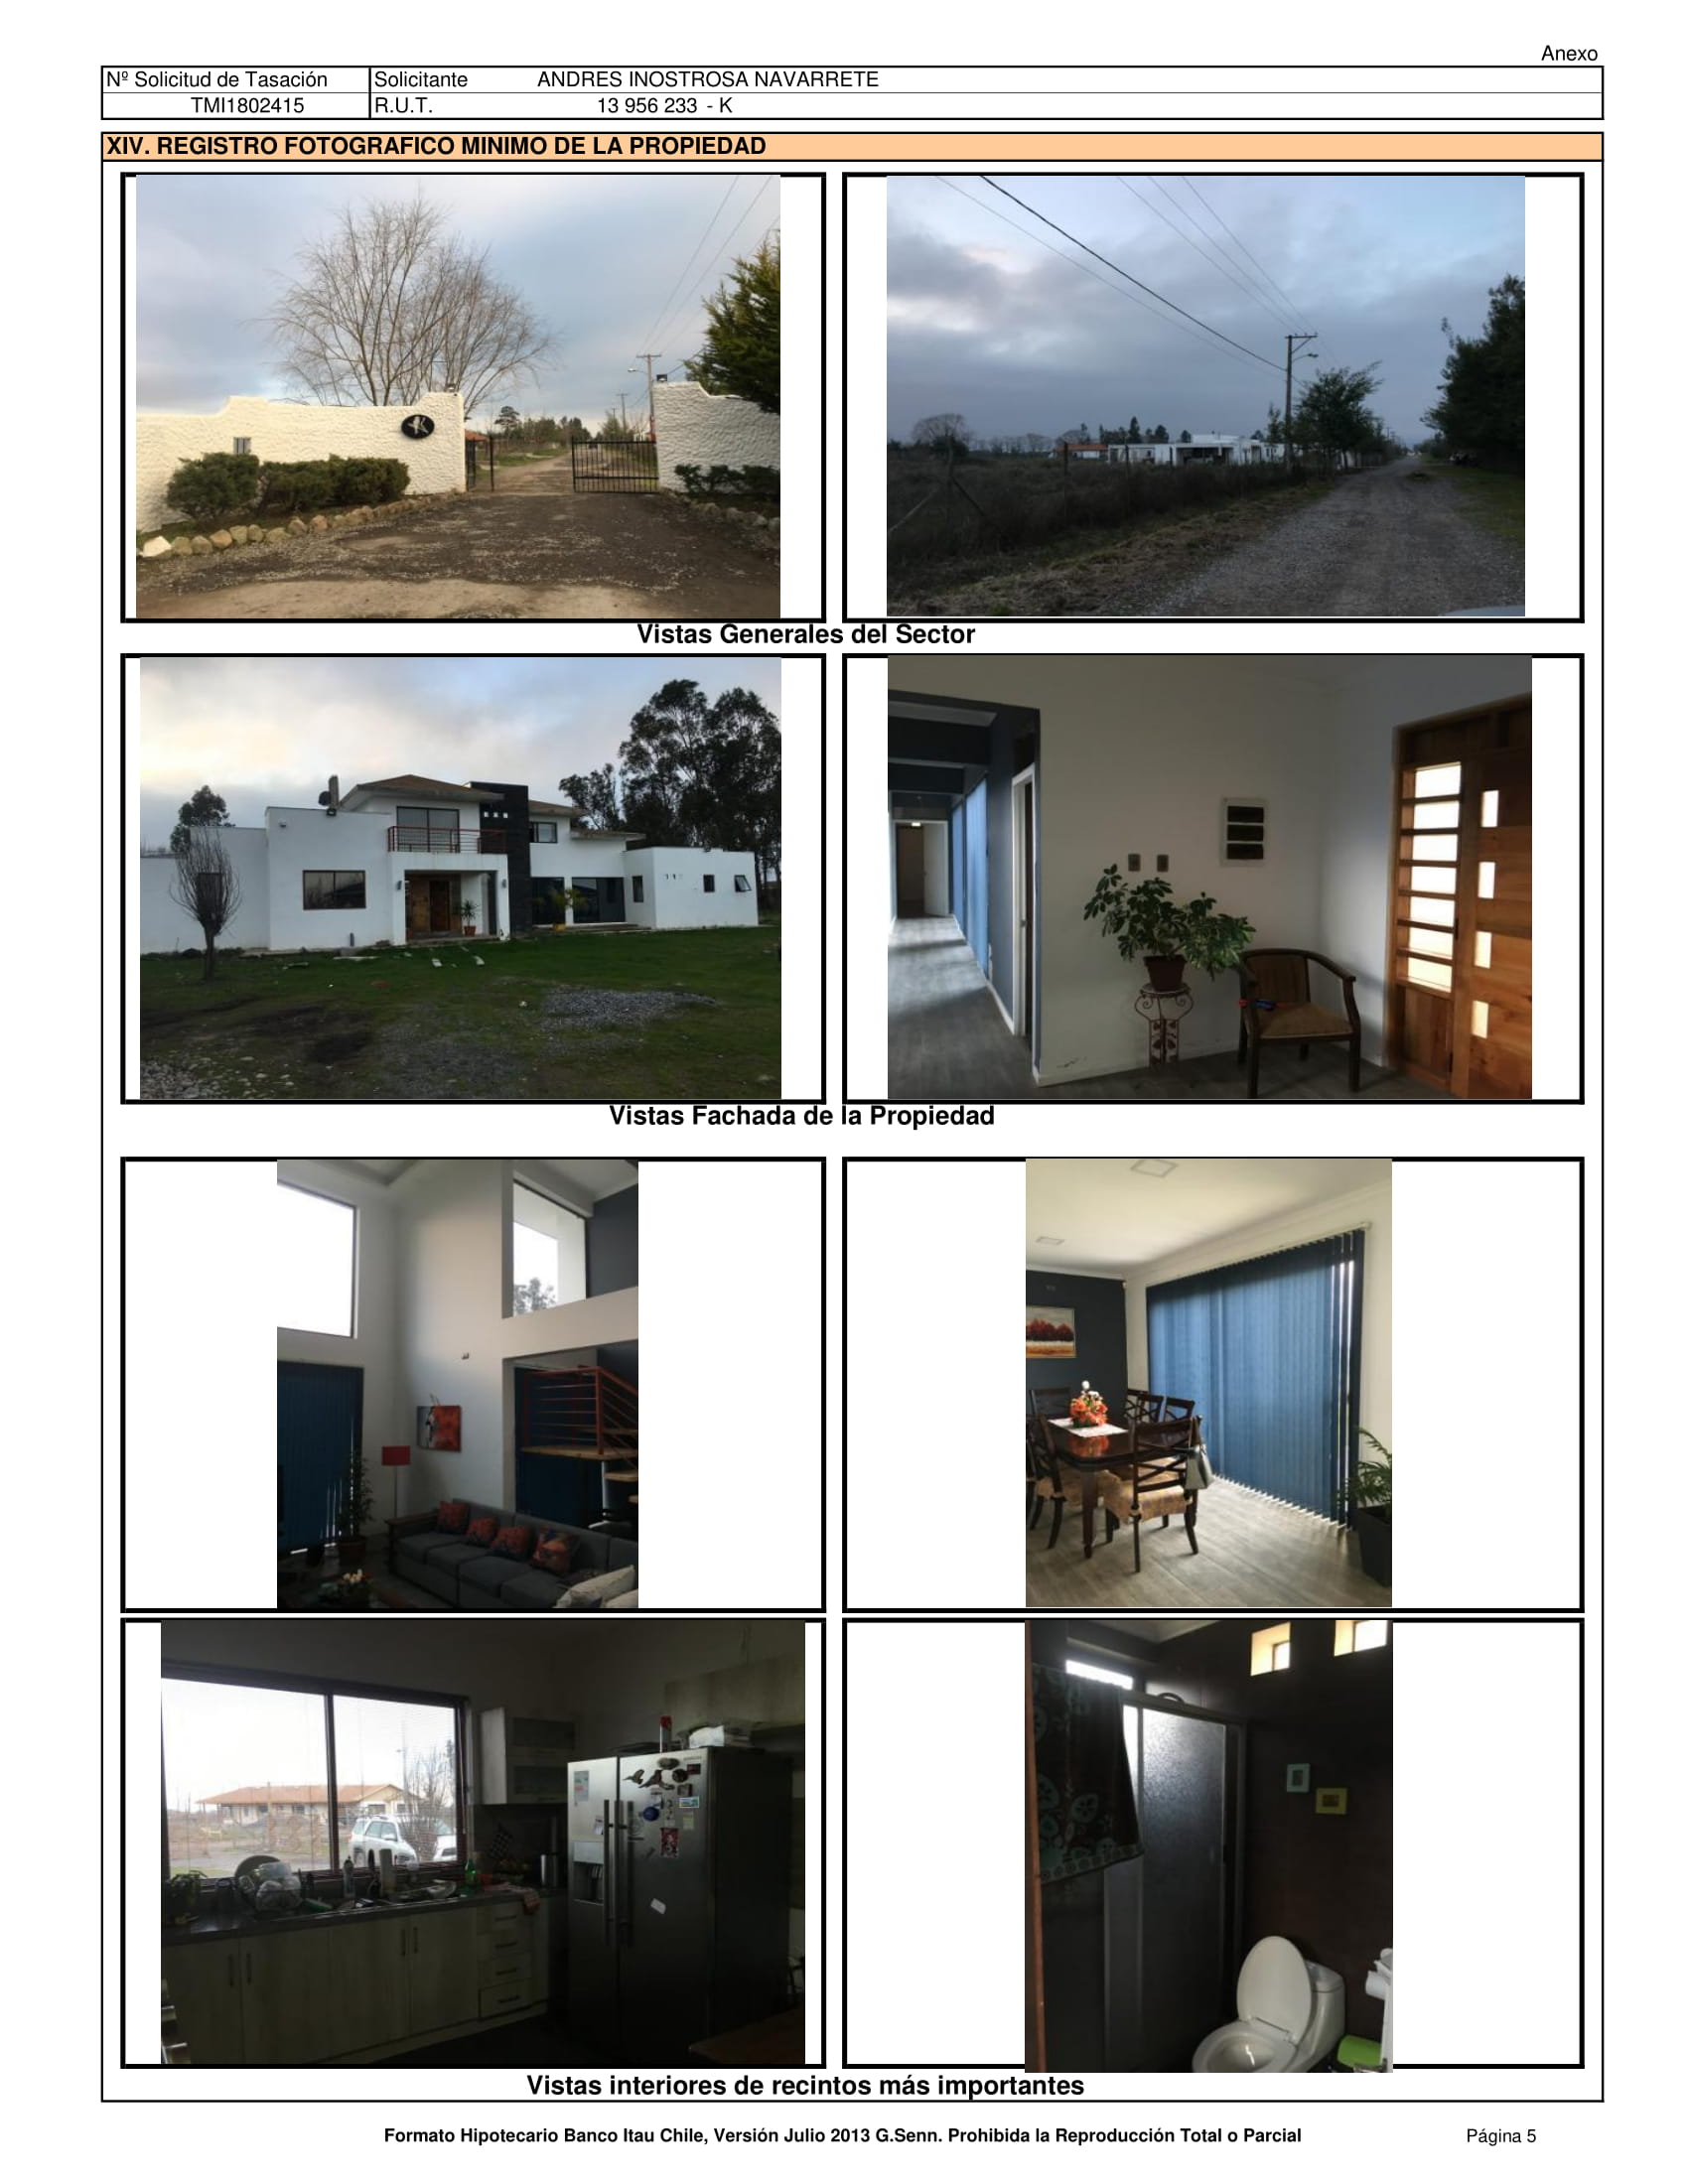 Anexo
Nº Solicitud de Tasación Solicitante ANDRES INOSTROSA NAVARRETE
TMI1802415 R.U.T. 13 956 233 - K
XIV. REGISTRO FOTOGRAFICO MINIMO DE LA PROPIEDAD
Vistas Generales del Sector
Vistas Fachada de la Propiedad
Vistas interiores de recintos más importantes
Formato Hipotecario Banco Itau Chile, Versión Julio 2013 G.Senn. Prohibida la Reproducción Total o Parcial Página 5